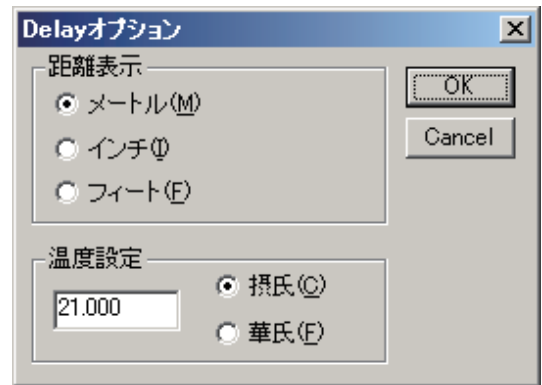 Delayオプション
距離表示
メートル(M)
インチ(I)
フィート(F)
OK
Cancel
温度設定
21.000
摂氏(C)
華氏(F)